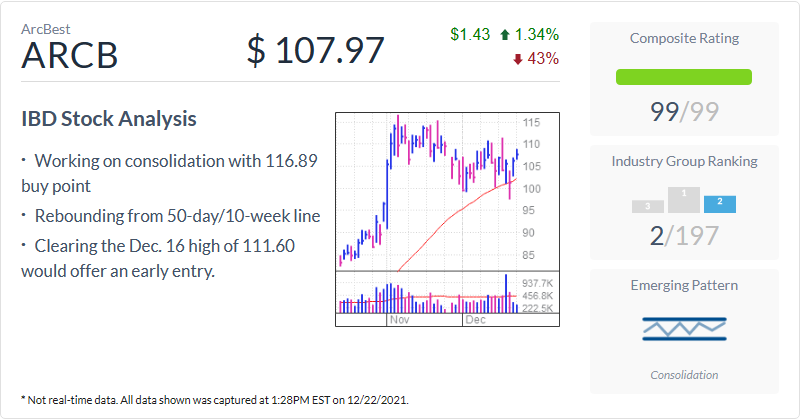 ArcBest
ARCB
$ 107.97
$1.43 1.34%
43%
IBD Stock Analysis
· Working on consolidation with 116.89
buy point
· Rebounding from 50-day/10-week line
· Clearing the Dec. 16 high of 111.60
would offer an early entry.
115
110
105
100
95
90
85
937.7K
456.8K
222.5K
Nov
Dec
Composite Rating
99/99
Industry Group Ranking
3
1
2
2/197
Emerging Pattern
Consolidation
* Not real-time data. All data shown was captured at 1:28PM EST on 12/22/2021.